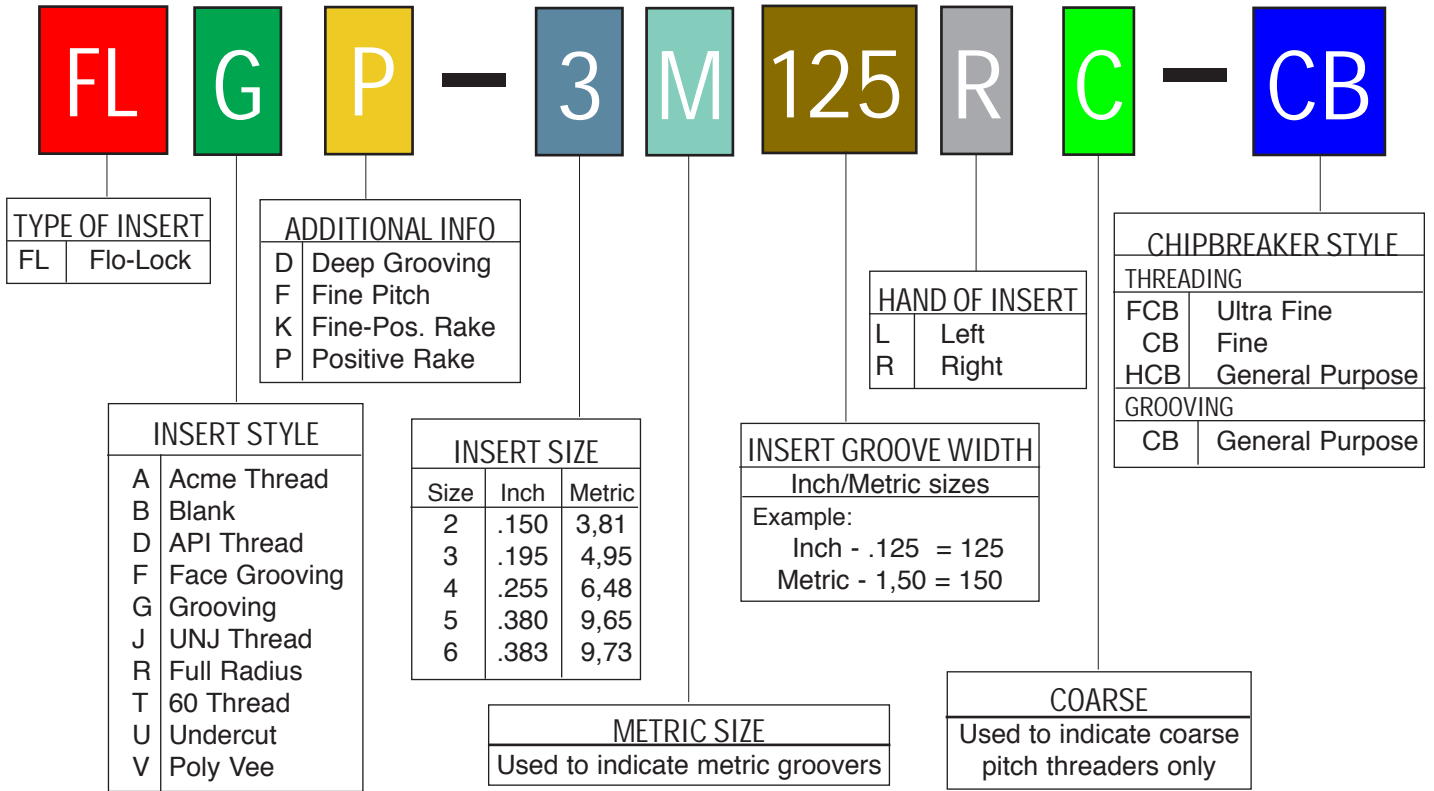 FL G P - 3 M 125 R C - CB
TYPE OF INSERT
FL Flo-Lock
ADDITIONAL INFO
D Deep Grooving
F Fine Pitch
K Fine-Pos. Rake
P Positive Rake
HAND OF INSERT
L Left
R Right
CHIPBREAKER STYLE
THREADING
FCB Ultra Fine
CB Fine
HCB General Purpose
GROOVING
CB General Purpose
INSERT STYLE
A Acme Thread
B Blank
D API Thread
F Face Grooving
G Grooving
J UNJ Thread
R Full Radius
T 60 Thread
U Undercut
V Poly Vee
INSERT SIZE
Size Inch Metric
2 .150 3,81
3 .195 4,95
4 .255 6,48
5 .380 9,65
6 .383 9,73
INSERT GROOVE WIDTH
Inch/Metric sizes
Example:
Inch - .125 = 125
Metric - 1,50 = 150
METRIC SIZE
Used to indicate metric groovers
COARSE
Used to indicate coarse
pitch threaders only